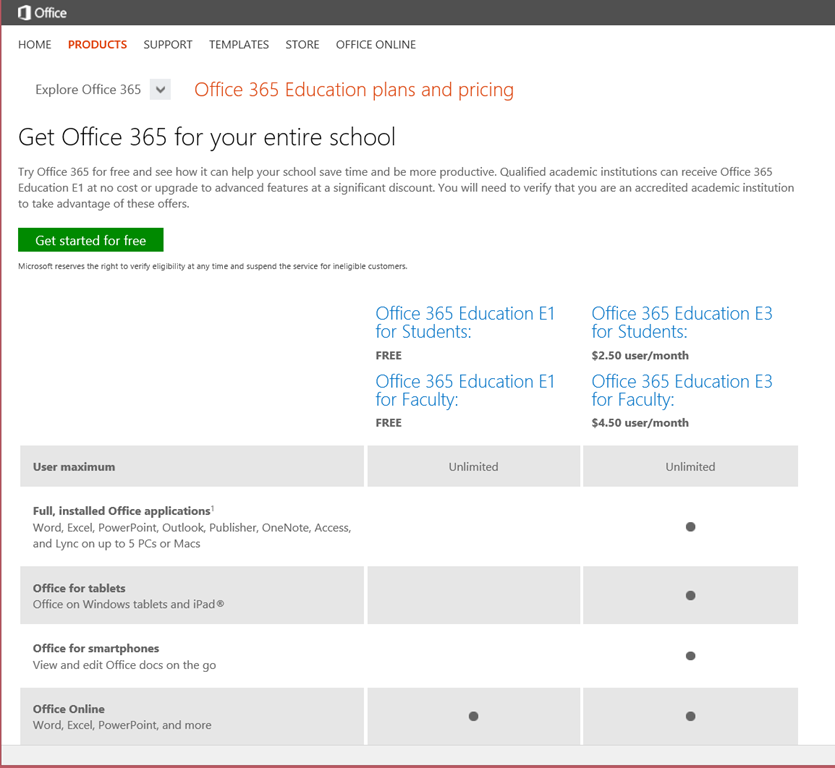 Office
HOME PRODUCTS SUPPORT TEMPLATES STORE OFFICE ONLINE
Explore Office 365 Office 365 Education plans and pricing
Get Office 365 for your entire school
Try Office 365 for free and see how it can help your school save time and be more productive. Qualified academic institutions can receive Office 365
Education E1 at no cost or upgrade to advanced features at a significant discount. You will need to verify that you are an accredited academic institution
to take advantage of these offers.
Get started for free
Microsoft reserves the right to verify eligibility at any time and suspend the service for ineligible customers.
Office 365 Education E1 Office 365 Education E3
for Students: for Students:
FREE $2.50 user/month
Office 365 Education E1 Office 365 Education E3
for Faculty: for Faculty:
FREE $4.50 user/month
User maximum Unlimited Unlimited
Full, installed Office applications¹
Word, Excel, PowerPoint, Outlook, Publisher, OneNote, Access,
and Lync on up to 5 PCs or Macs
Office for tablets
Office on Windows tablets and iPad®
Office for smartphones
View and edit Office docs on the go
Office Online
Word, Excel, PowerPoint, and more